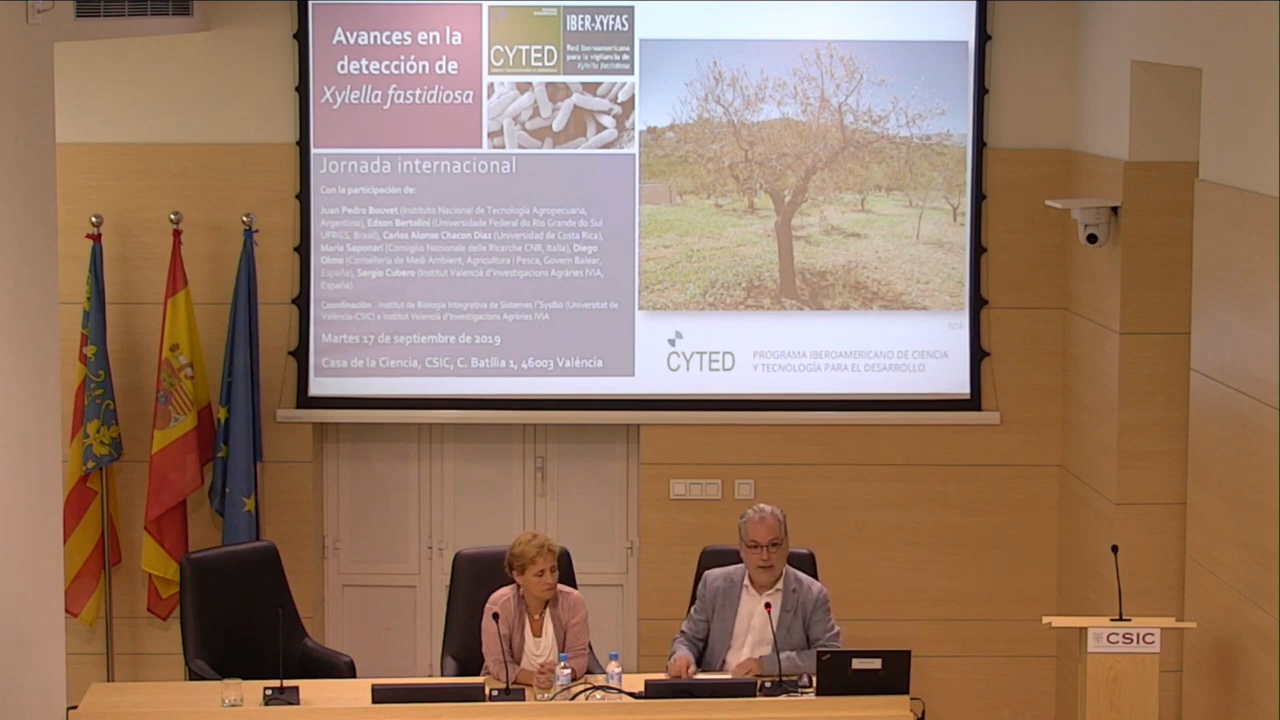 Avances en la
detección de
Xylella fastidiosa
CYTED
IBER-XYFAS
Red Iberoamericana
para la vigilancia de
Xylella fastidiosa
Jornada internacional
Con la participación de:
Juan Pedro Bouvet (Instituto Nacional de Tecnología Agropecuaria,
Argentina), Edson Bertolini (Universidade Federal do Rio Grande do Sul
UFRGS, Brasil), Carlos Alonso Chacon Díaz (Universidad de Costa Rica),
Maria Saponari (Consiglio Nazionale delle Ricarche CNR, Italia), Diego
Olmo (Conselleria de Medi Ambient, Agricultura i Pesca, Govern Balear,
España), Sergio Cubero (Institut Valencià d'Investigacions Agràries IVIA,
España)
Coordinación : Institut de Biologia Integrativa de Sistemes I²SysBio (Universitat de
València-CSIC) e Institut Valencià d'Investigacions Agràries IVIA
Martes 17 de septiembre de 2019
Casa de la Ciencia, CSIC, C. Batllia 1, 46003 València
CYTED
PROGRAMA IBEROAMERICANO DE CIENCIA
Y TECNOLOGÍA PARA EL DESARROLLO
CSIC